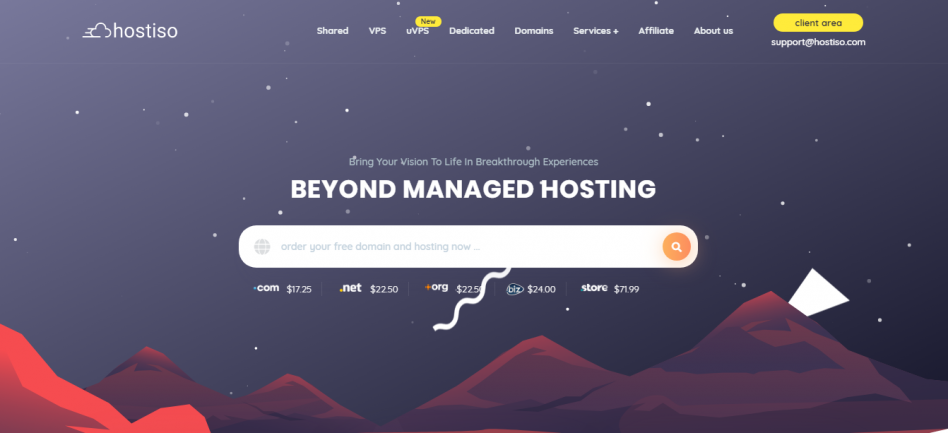 hostiso
Shared
VPS
uVPS
New
Dedicated
Domains
Services +
Affiliate
About us
client area
support@hostiso.com
Bring Your Vision To Life In Breakthrough Experiences
BEYOND MANAGED HOSTING
order your free domain and hosting now ...
.com $17.25
.net $22.50
.org $22.50
.biz $24.00
.store $71.99